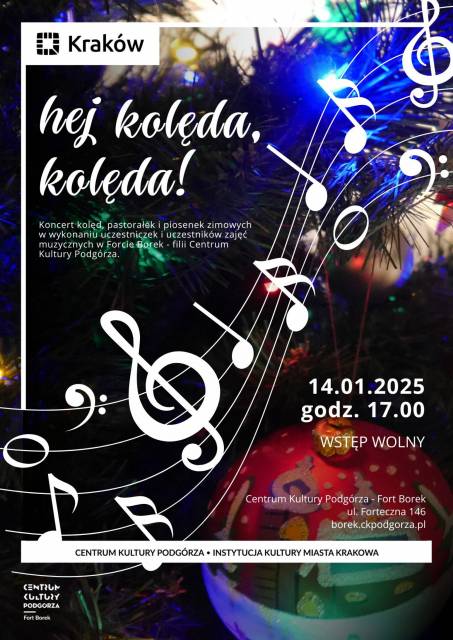 Kraków
hej kolęda,
kolęda!
Koncert kolęd, pastorałek i piosenek zimowych
w wykonaniu uczestniczek i uczestników zajęć
muzycznych w Forcie Borek - filii Centrum
Kultury Podgórza.
14.01.2025
godz. 17.00
WSTĘP WOLNY
Centrum Kultury Podgórza - Fort Borek
ul. Forteczna 146
borek.ckpodgorza.pl
CENTRUM KULTURY PODGÓRZA • INSTYTUCJA KULTURY MIASTA KRAKOWA
CENTRUM
KULTURY
PODGORZA
Fort Borek